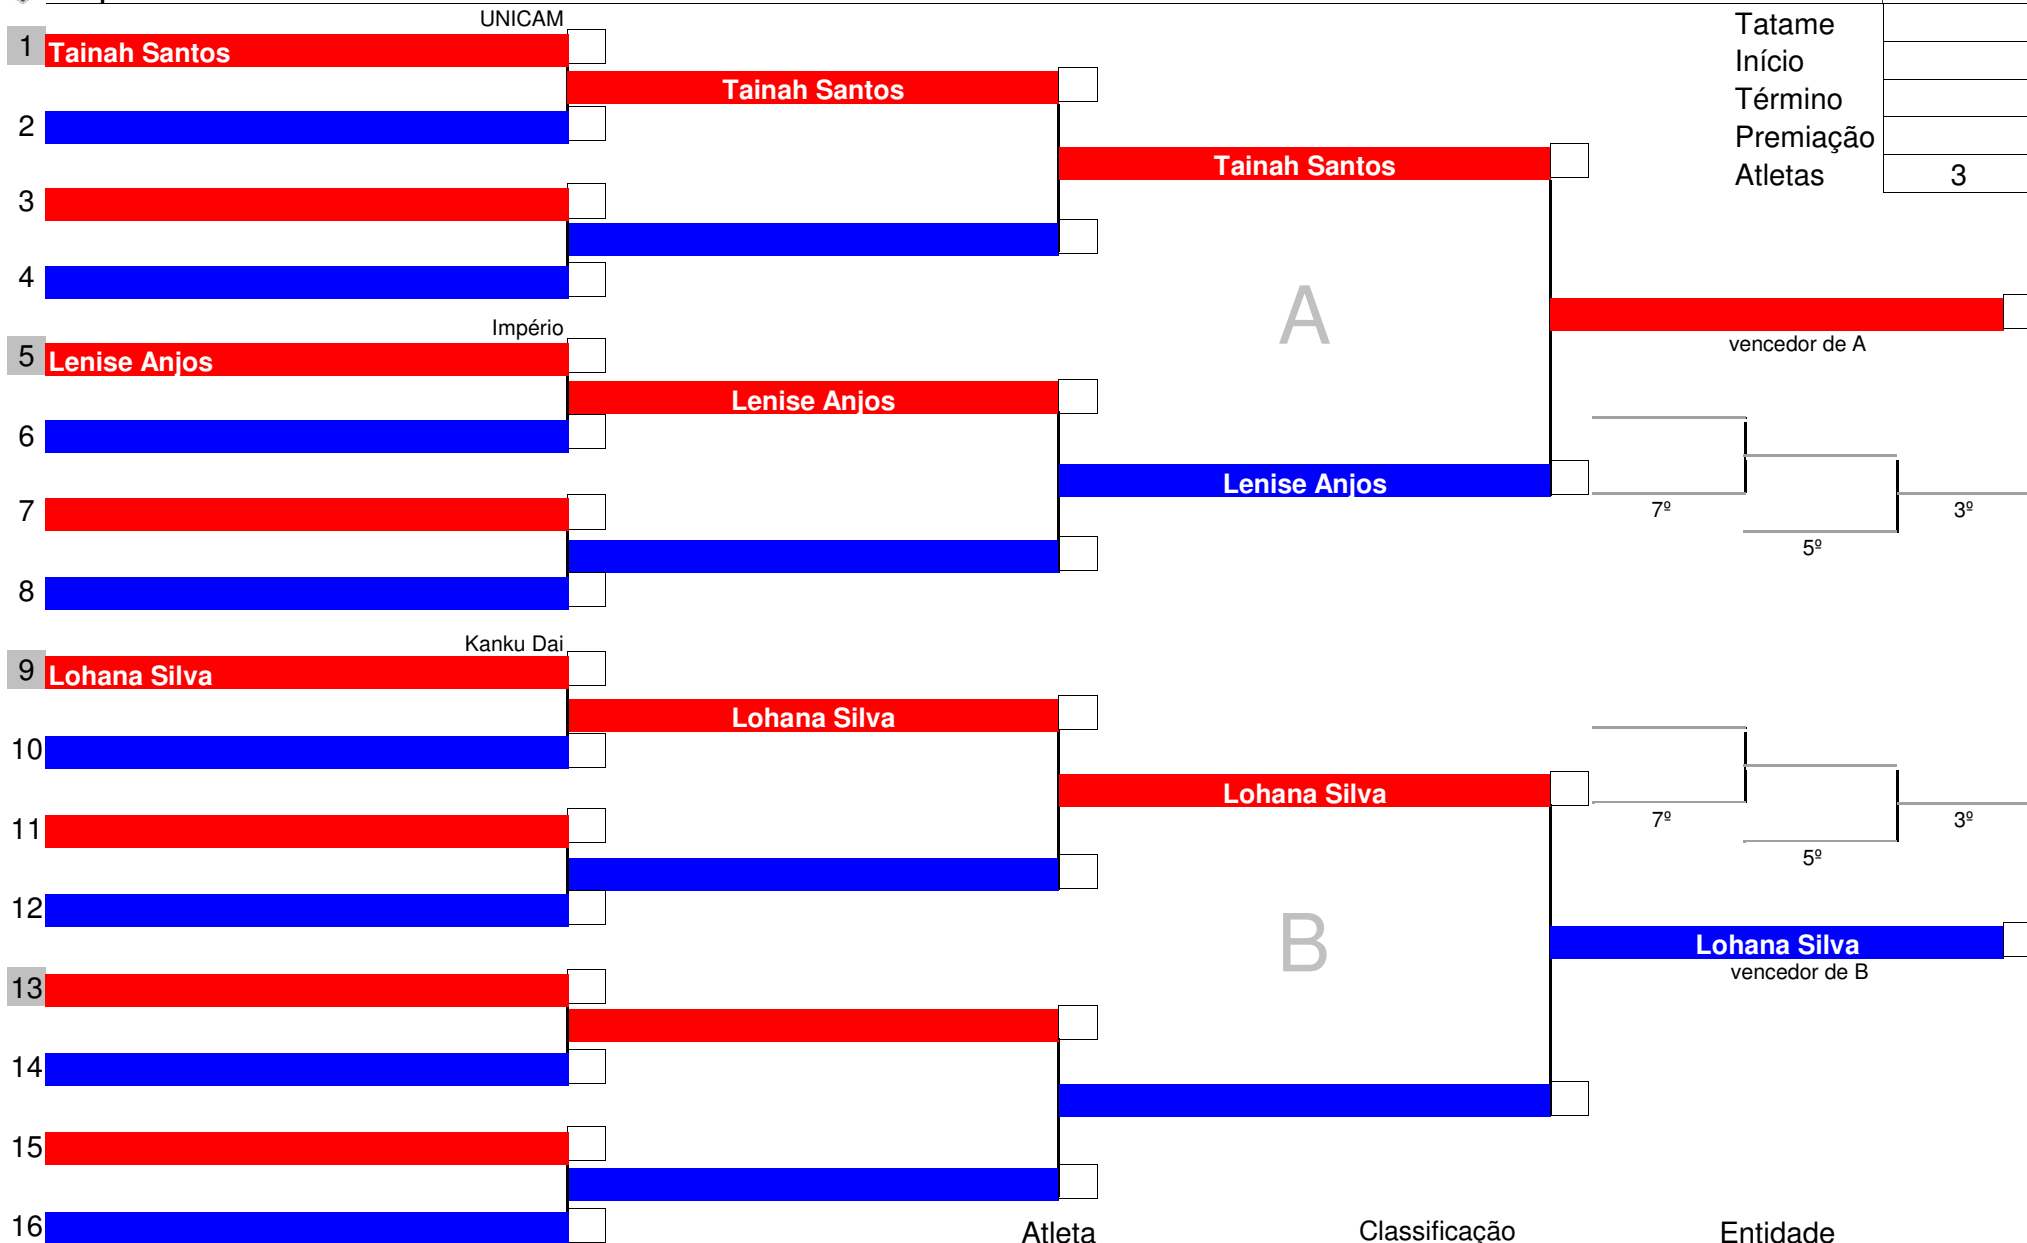 UNICAM
1 Tainah Santos
Tainah Santos
2
Tainah Santos
3
4
Império
5 Lenise Anjos
Lenise Anjos
6
Lenise Anjos
7
8
Kanku Dai
9 Lohana Silva
Lohana Silva
10
Lohana Silva
11
12
13
14
15
16
A
B
Tatame
Início
Término
Premiação
Atletas 3
vencedor de A
7º
3º
5º
7º
3º
5º
Lohana Silva
vencedor de B
Atleta Classificação Entidade